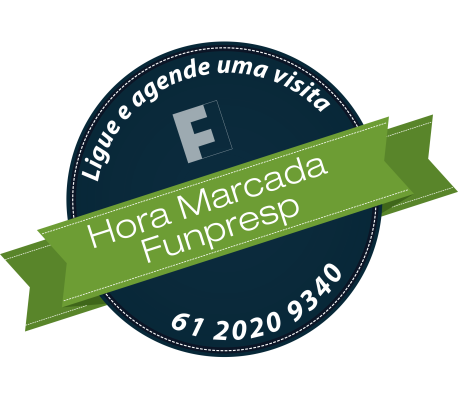 Ligue e agende uma visita
F
Hora Marcada
Funpresp
61 2020 9340